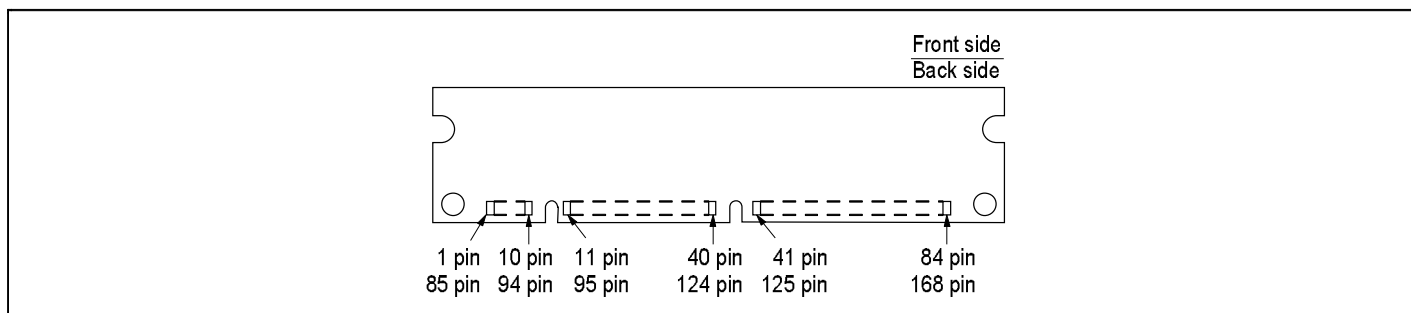 Front side
Back side
1 pin 10 pin 11 pin 40 pin 41 pin 84 pin
85 pin 94 pin 95 pin 124 pin 125 pin 168 pin